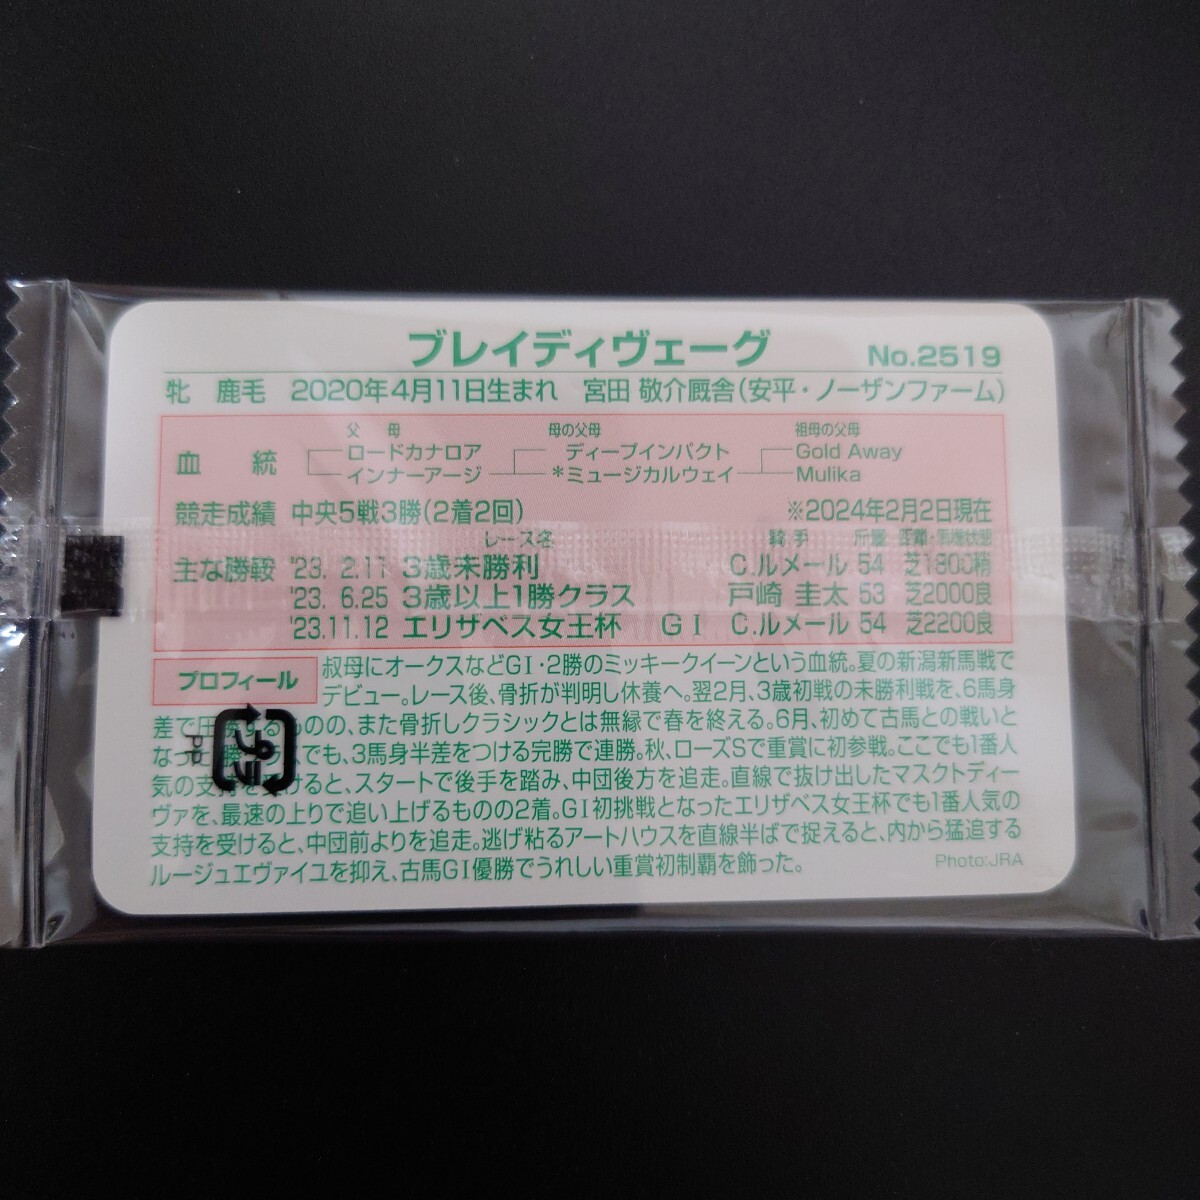 ブレイディヴェーグ No.2519
牝 鹿毛 2020年4月11日生まれ 宮田 敬介厩舎(安平・ノーザンファーム)
父 母 母の父母 祖母の父母
血統 ロードカナロア ディープインパクト Gold Away
インナーアージ *ミュージカルウェイ Mulika
競走成績 中央5戦3勝(2着2回) ※2024年2月2日現在
レース名 騎手 斤量 距離・馬場状態
主な勝鞍 '23. 2.11 3歳未勝利 C.ルメール 54 芝1800稍
'23. 6.25 3歳以上1勝クラス 戸崎 圭太 53 芝2000良
'23.11.12 エリザベス女王杯 GI C.ルメール 54 芝2200良
プロフィール
叔母にオークスなどGI・2勝のミッキークイーンという血統。夏の新潟新馬戦で
デビュー。レース後、骨折が判明し休養へ。翌2月、3歳初戦の未勝利戦を、6馬身
差で圧するものの、また骨折しクラシックとは無縁で春を終える。6月、初めて古馬との戦いと
なっ勝でも、3馬身半差をつける完勝で連勝。秋、ローズSで重賞に初参戦。ここでも1番人
気の支持けると、スタートで後手を踏み、中団後方を追走。直線で抜け出したマスクトディー
ヴァを、最速の上りで追い上げるものの2着。GI初挑戦となったエリザベス女王杯でも1番人気の
支持を受けると、中団前よりを追走。逃げ粘るアートハウスを直線半ばで捉えると、内から猛追する
ルージュエヴァイユを抑え、古馬GI優勝でうれしい重賞初制覇を飾った。
Photo:JRA
プラ
PP